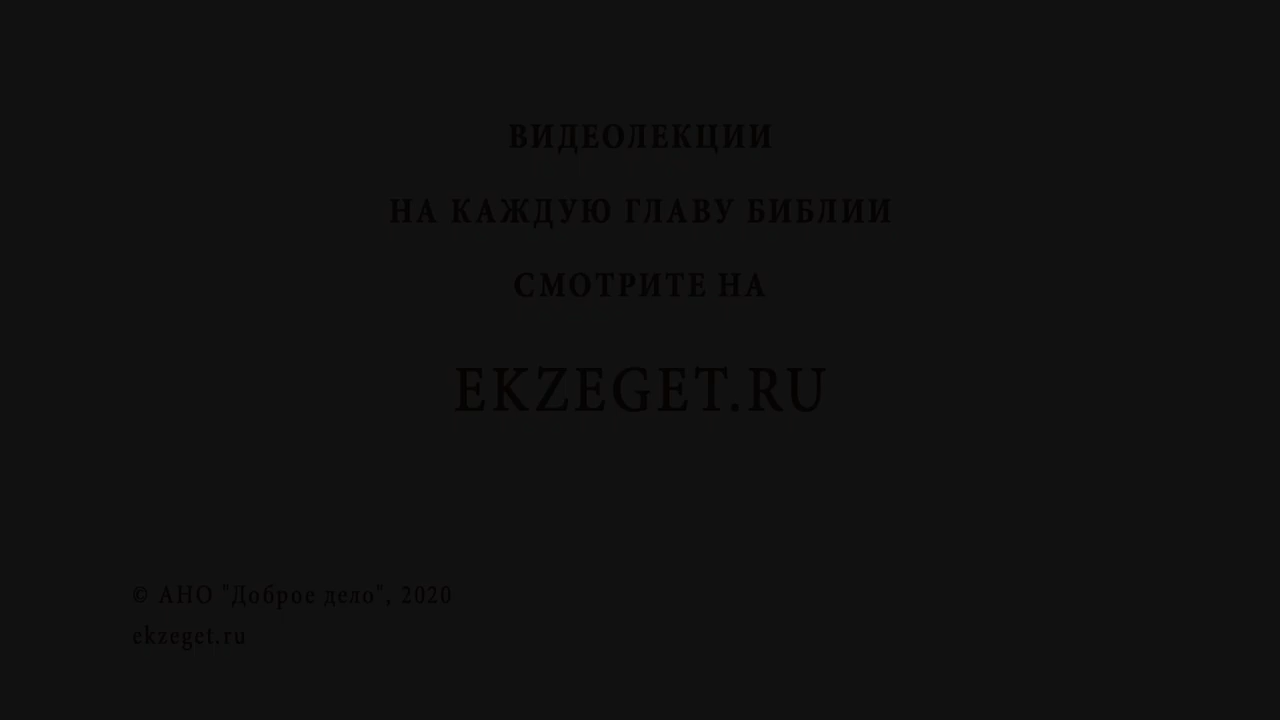 ВИДЕОЛЕКЦИИ
НА КАЖДУЮ ГЛАВУ БИБЛИИ
СМОТРИТЕ НА
EKZEGET.RU
© АНО "Доброе дело", 2020
ekzeget.ru